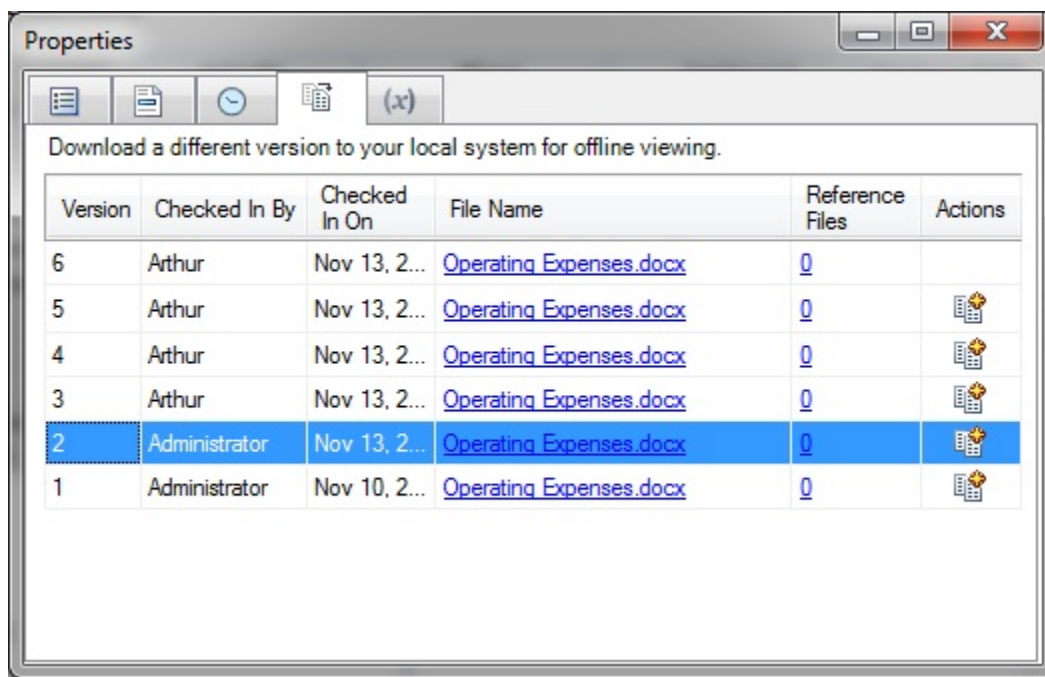 Properties
(x)
Download a different version to your local system for offline viewing.
Version Checked In By Checked In On File Name Reference Files Actions
6 Arthur Nov 13, 2... Operating Expenses.docx 0
5 Arthur Nov 13, 2... Operating Expenses.docx 0
4 Arthur Nov 13, 2... Operating Expenses.docx 0
3 Arthur Nov 13, 2... Operating Expenses.docx 0
2 Administrator Nov 13, 2... Operating Expenses.docx 0
1 Administrator Nov 10, 2... Operating Expenses.docx 0